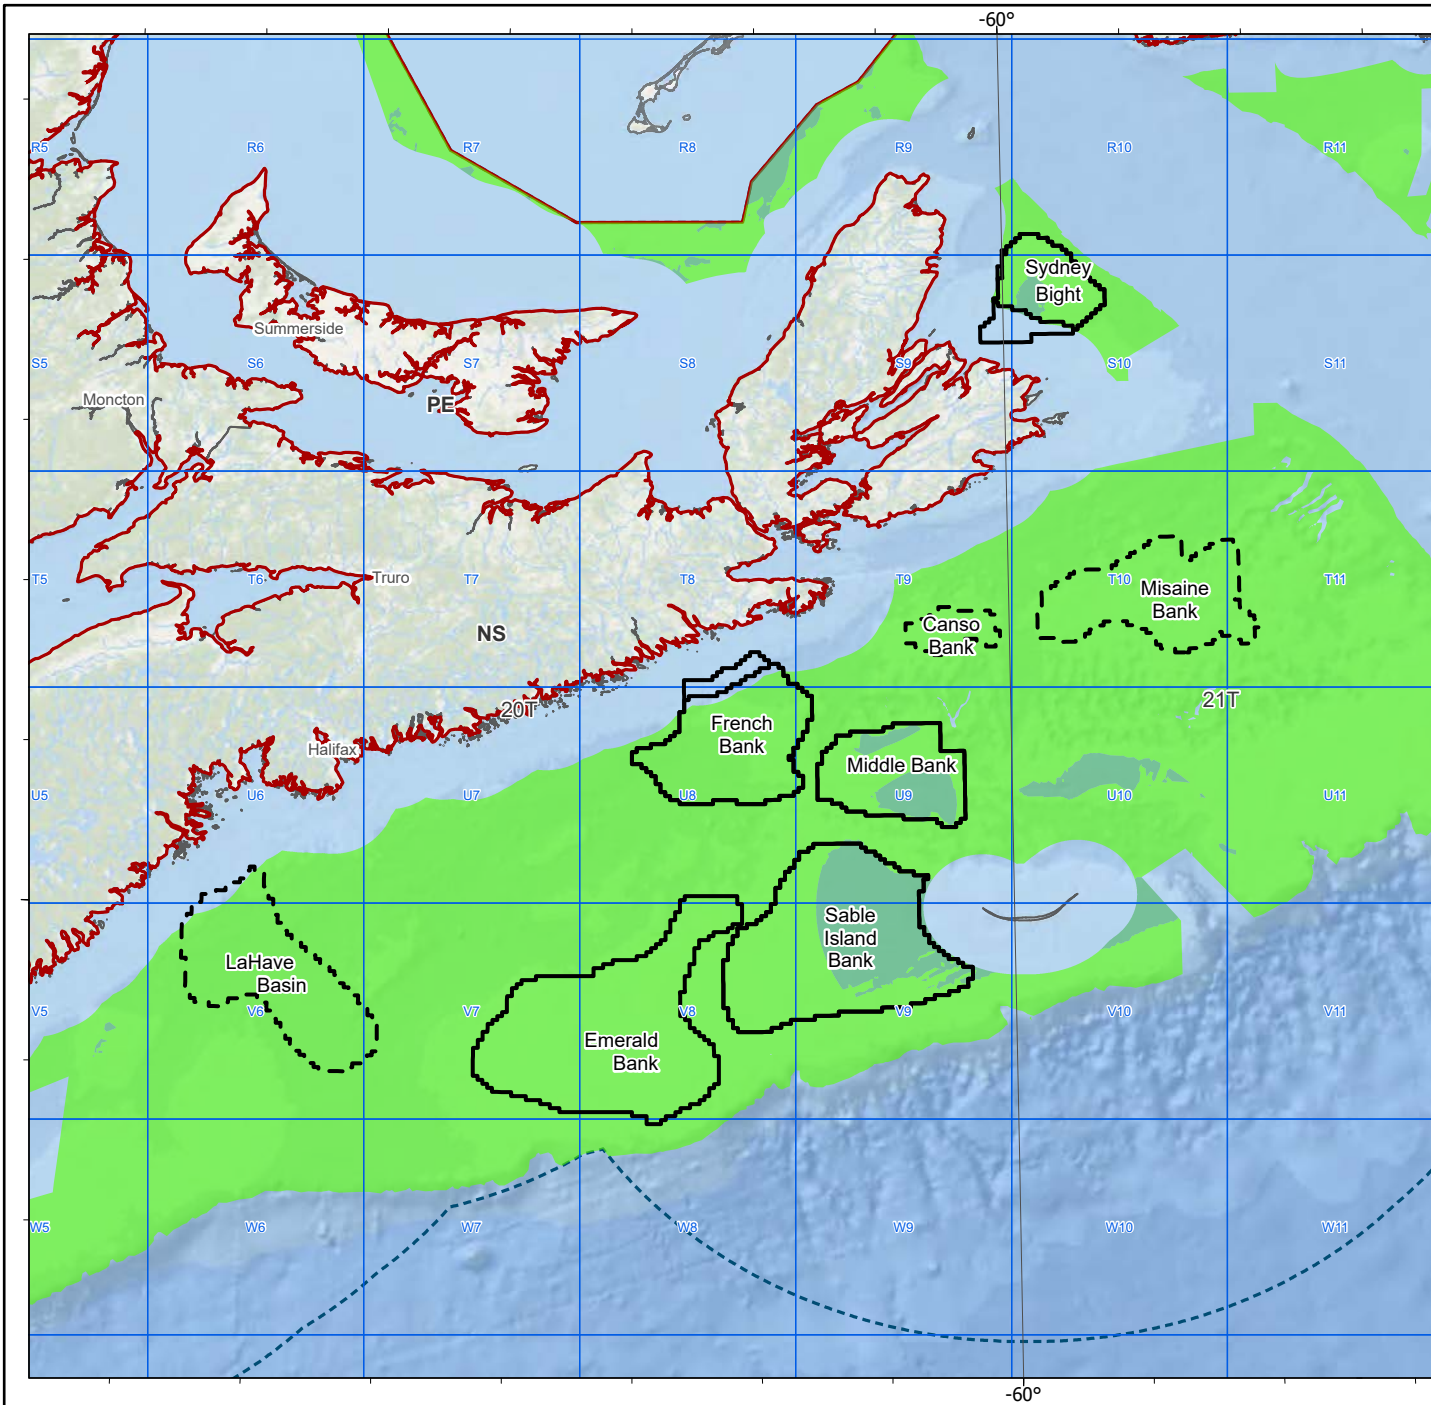 -60°
R5
R6
R7
R8
R9
R10
R11
Sydney
Bight
Summerside
S5
S6
S7
S8
S9
S10
S11
Moncton
PE
T5
T6
Truro
T7
T8
T9
T10
Misaine
Bank
T11
Canso
Bank
NS
20T
21T
French
Bank
Halifax
Middle Bank
U5
U6
U7
U8
U9
U10
U11
Sable
Island
Bank
LaHave
Basin
V5
V6
V7
V8
V9
V10
V11
Emerald
Bank
W5
W6
W7
W8
W9
W10
W11
-60°